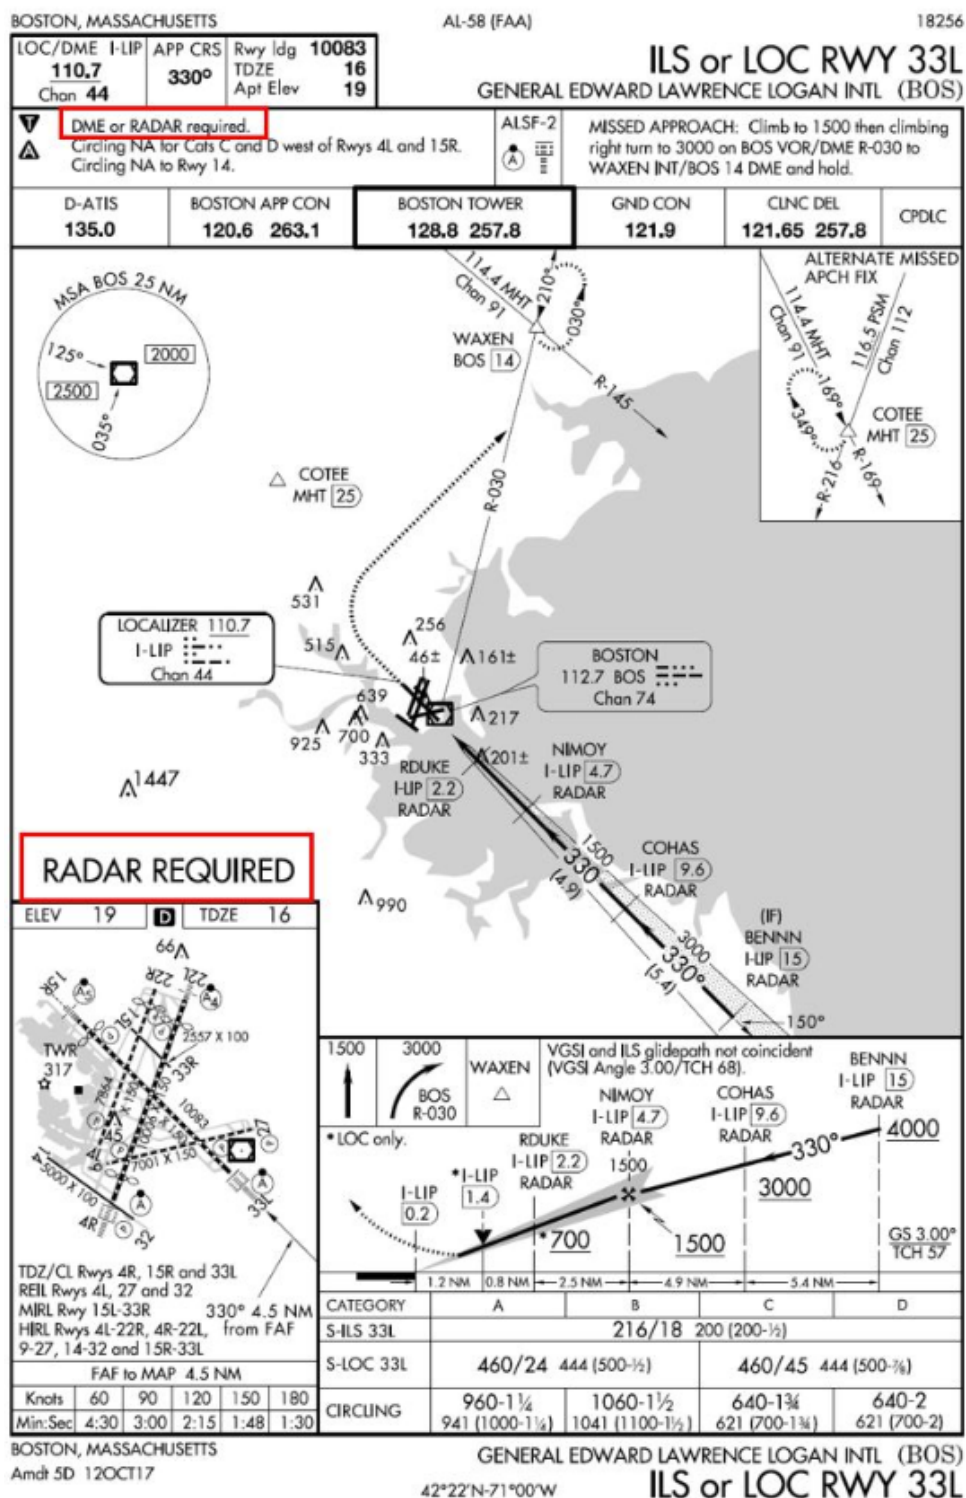 BOSTON, MASSACHUSETTS
AL-58 (FAA)
18256
LOC/DME I-LIP
110.7
Chan 44
APP CRS
330°
Rwy ldg 10083
TDZE 16
Apt Elev 19
ILS or LOC RWY 33L
GENERAL EDWARD LAWRENCE LOGAN INTL (BOS)
T
A
DME or RADAR required.
Circling NA for Cats C and D west of Rwys 4L and 15R.
Circling NA to Rwy 14.
ALSF-2
A
MISSED APPROACH: Climb to 1500 then climbing
right turn to 3000 on BOS VOR/DME R-030 to
WAXEN INT/BOS 14 DME and hold.
D-ATIS
135.0
BOSTON APP CON
120.6 263.1
BOSTON TOWER
128.8 257.8
GND CON
121.9
CLNC DEL
121.65 257.8
CPDLC
MSA BOS 25 NM
125°
2000
2500
035°
114.4 MHT
Chan 91
210°
030°
WAXEN
BOS 14
R-145
R-030
ALTERNATE MISSED
APCH FIX
114.4 MHT
Chan 91
116.5 PSM
Chan 112
169°
349°
COTEE
MHT 25
R-216
R-169
COTEE
MHT 25
531
515
256
46±
161±
LOCALIZER 110.7
I-LIP
Chan 44
BOSTON
112.7 BOS
Chan 74
639
700
925
333
217
201±
1447
990
RDUKE
I-LIP 2.2
RADAR
NIMOY
I-LIP 4.7
RADAR
COHAS
I-LIP 9.6
RADAR
(IF)
BENNN
I-LIP 15
RADAR
1500
330°
(4.9)
3000
330°
(5.4)
150°
RADAR REQUIRED
ELEV 19
D
TDZE 16
66
15R
22R
22L
A5
A4
15L
2557 X 100
TWR
317
33R
7864 X 150
10006 X 150
10083 X 150
45
27
4L
9
7001 X 150
5000 X 100
A
A
4R
32
33L
TDZ/CL Rwys 4R, 15R and 33L
REIL Rwys 4L, 27 and 32
MIRL Rwy 15L-33R
HIRL Rwys 4L-22R, 4R-22L,
9-27, 14-32 and 15R-33L
330° 4.5 NM
from FAF
FAF to MAP 4.5 NM
Knots 60 90 120 150 180
Min:Sec 4:30 3:00 2:15 1:48 1:30
1500
3000
BOS
R-030
WAXEN
VGSI and ILS glidepath not coincident
(VGSI Angle 3.00/TCH 68).
* LOC only.
I-LIP
0.2
*I-LIP
1.4
RDUKE
I-LIP 2.2
RADAR
NIMOY
I-LIP 4.7
RADAR
COHAS
I-LIP 9.6
RADAR
BENNN
I-LIP 15
RADAR
1500
330°
4000
3000
*700
1500
GS 3.00°
TCH 57
1.2 NM
0.8 NM
2.5 NM
4.9 NM
5.4 NM
CATEGORY A B C D
S-ILS 33L 216/18 200 (200-½)
S-LOC 33L 460/24 444 (500-½) 460/45 444 (500-⅞)
CIRCLING
960-1¼
941 (1000-1¼)
1060-1½
1041 (1100-1½)
640-1¾
621 (700-1¾)
640-2
621 (700-2)
BOSTON, MASSACHUSETTS
Amdt 5D 12OCT17
42°22'N-71°00'W
GENERAL EDWARD LAWRENCE LOGAN INTL (BOS)
ILS or LOC RWY 33L